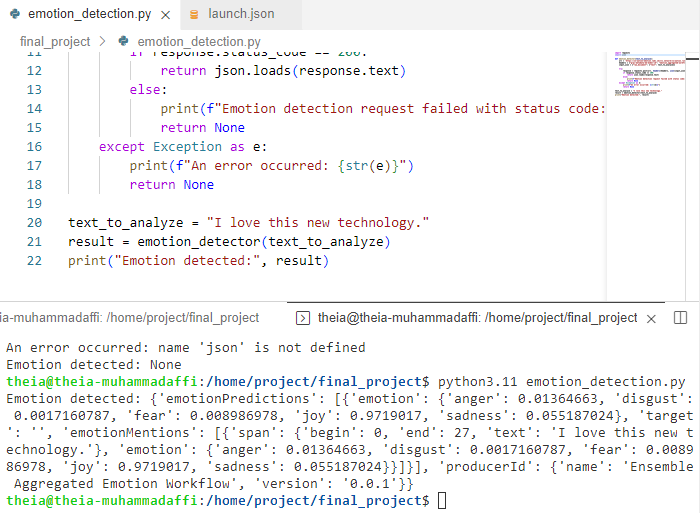 emotion_detection.py × launch.json
final_project > emotion_detection.py
11 if response.status_code == 200:
12 return json.loads(response.text)
13 else:
14 print(f"Emotion detection request failed with status code:
15 return None
16 except Exception as e:
17 print(f"An error occurred: {str(e)}")
18 return None
19
20 text_to_analyze = "I love this new technology."
21 result = emotion_detector(text_to_analyze)
22 print("Emotion detected:", result)
ia-muhammadaffi: /home/project/final_project theia@theia-muhammadaffi: /home/project/final_project ×
An error occurred: name 'json' is not defined
Emotion detected: None
theia@theia-muhammadaffi:/home/project/final_project$ python3.11 emotion_detection.py
Emotion detected: {'emotionPredictions': [{'emotion': {'anger': 0.01364663, 'disgust':
0.0017160787, 'fear': 0.008986978, 'joy': 0.9719017, 'sadness': 0.055187024}, 'target
': '', 'emotionMentions': [{'span': {'begin': 0, 'end': 27, 'text': 'I love this new t
echnology.'}, 'emotion': {'anger': 0.01364663, 'disgust': 0.0017160787, 'fear': 0.0089
86978, 'joy': 0.9719017, 'sadness': 0.055187024}}]}], 'producerId': {'name': 'Ensemble
Aggregated Emotion Workflow', 'version': '0.0.1'}}
theia@theia-muhammadaffi:/home/project/final_project$